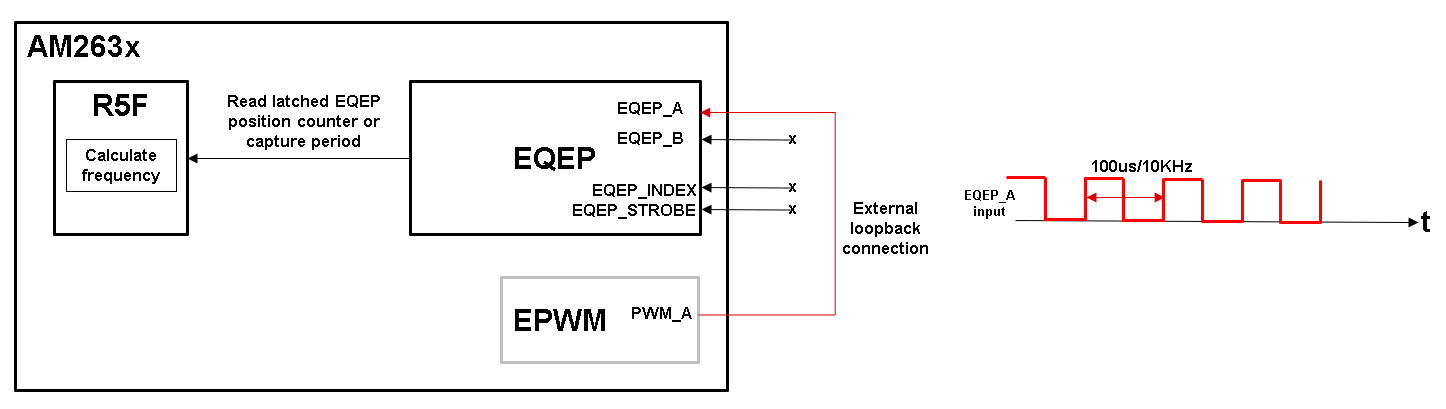 AM263x
R5F
Calculate
frequency
Read latched EQEP
position counter or
capture period
EQEP
EQEP_A
EQEP_B
EQEP_INDEX
EQEP_STROBE
x
x
x
EPWM
PWM_A
External
loopback
connection
100us/10KHz
EQEP_A
input
t